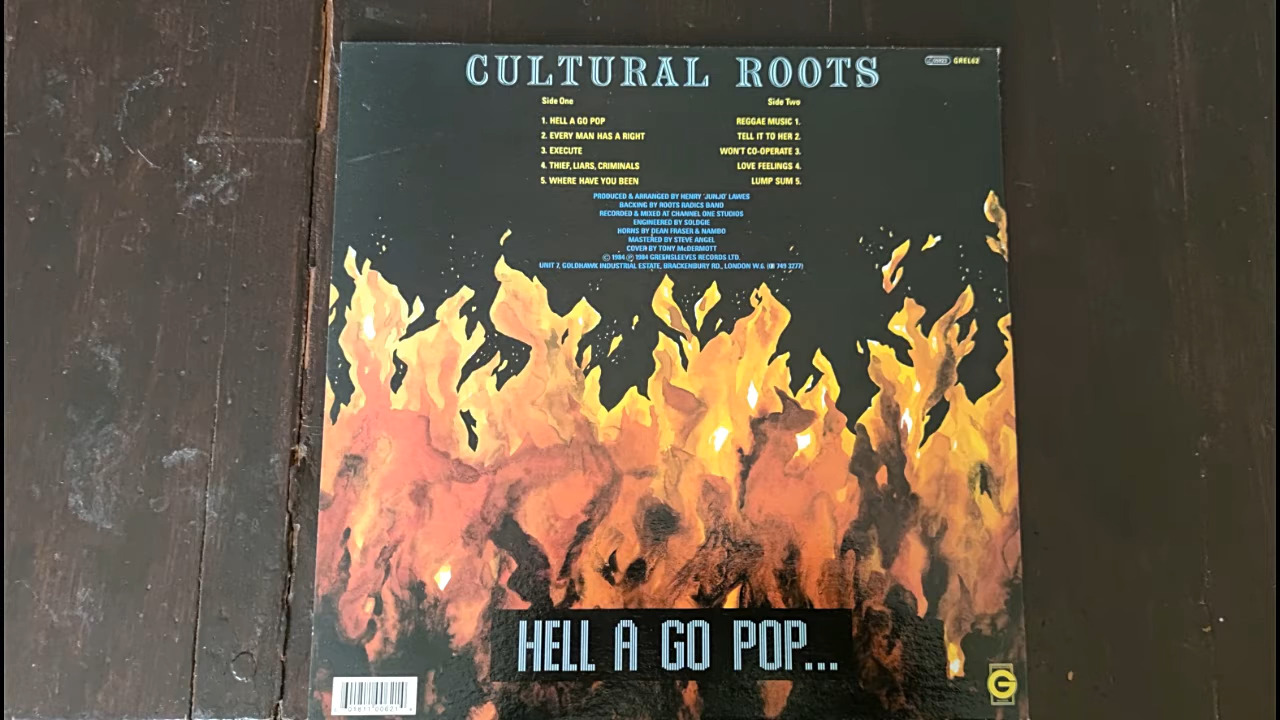 CULTURAL ROOTS
GREL62
Side One
1. HELL A GO POP
2. EVERY MAN HAS A RIGHT
3. EXECUTE
4. THIEF, LIARS, CRIMINALS
5. WHERE HAVE YOU BEEN
Side Two
REGGAE MUSIC 1.
TELL IT TO HER 2.
WON'T CO-OPERATE 3.
LOVE FEELINGS 4.
LUMP SUM 5.
PRODUCED & ARRANGED BY HENRY 'JUNJO' LAWES
BACKING BY ROOTS RADICS BAND
RECORDED & MIXED AT CHANNEL ONE STUDIOS
ENGINEERED BY SOLDGIE
HORNS BY DEAN FRASER & NAMBO
MASTERED BY STEVE ANGEL
COVER BY TONY McDERMOTT
© 1984 ℗ 1984 GREENSLEEVES RECORDS LTD.
UNIT 7, GOLDHAWK INDUSTRIAL ESTATE, BRACKENBURY RD., LONDON W.6. (01 749 3277)
HELL A GO POP...
G